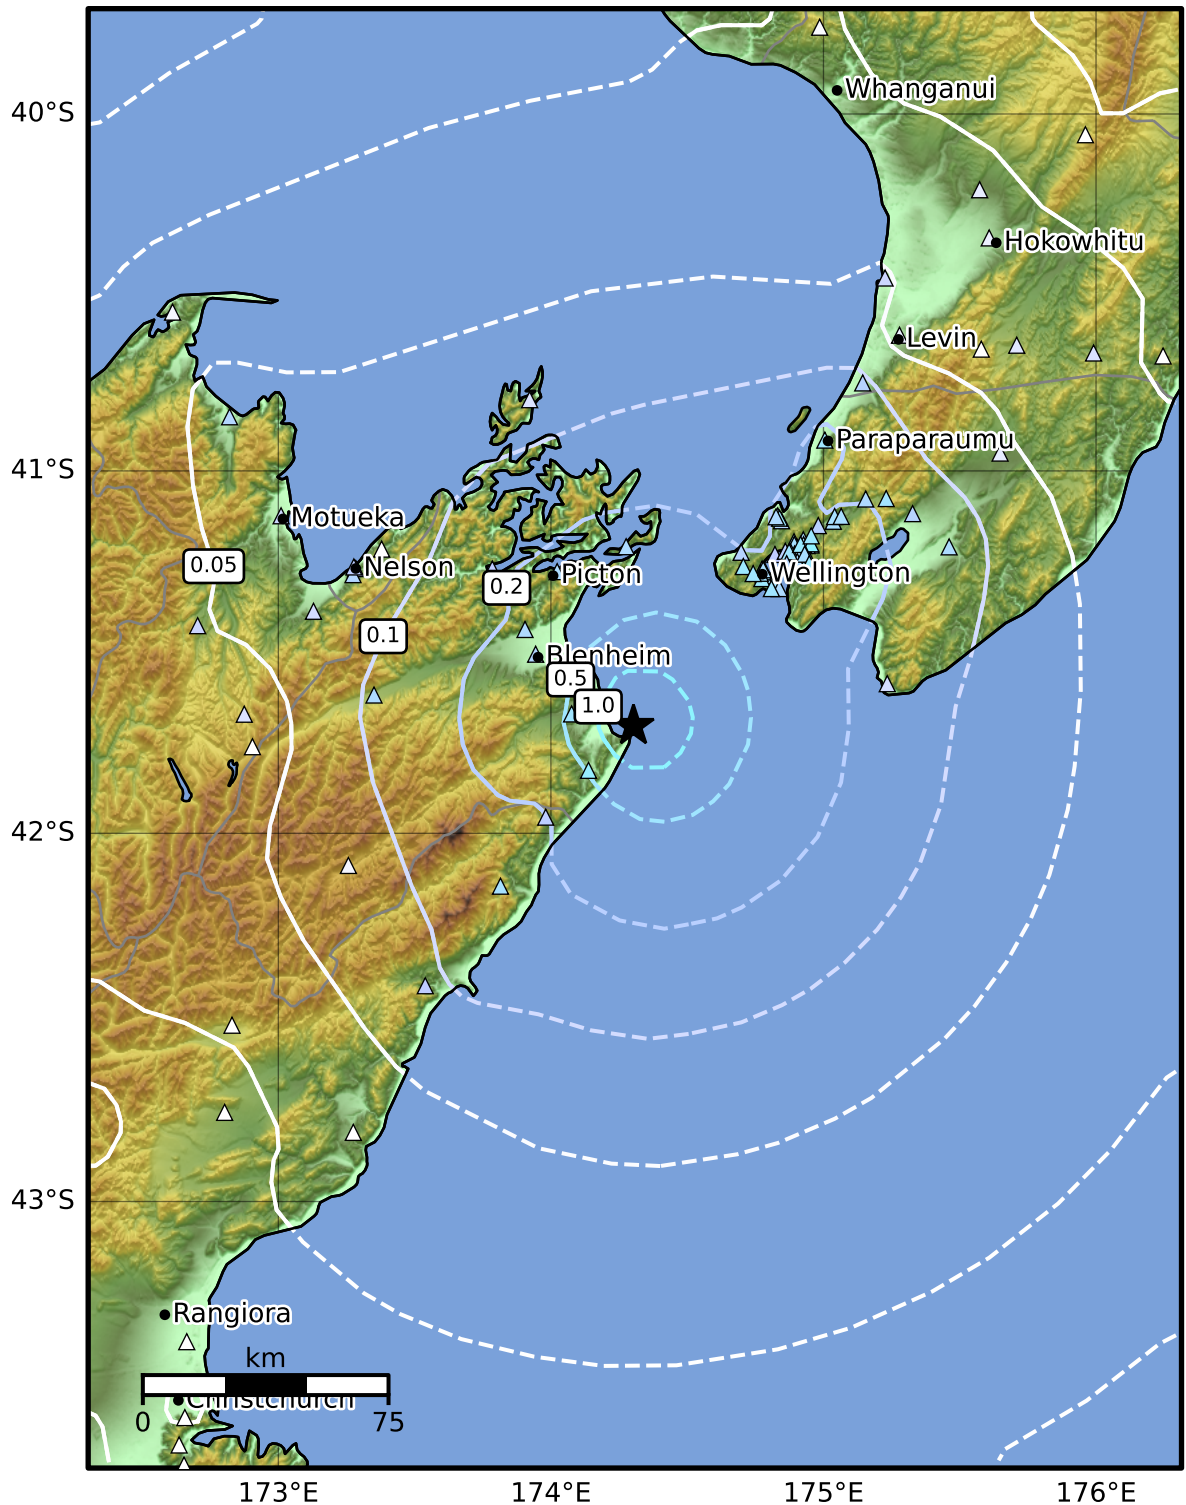 Whanganui
40°S
Hokowhitu
Levin
Paraparaumu
41°S
Motueka
0.05
Nelson
Picton
Wellington
0.2
0.1
Blenheim
0.5
1.0
42°S
43°S
Rangiora
km
Christchurch
0
75
173°E
174°E
175°E
176°E